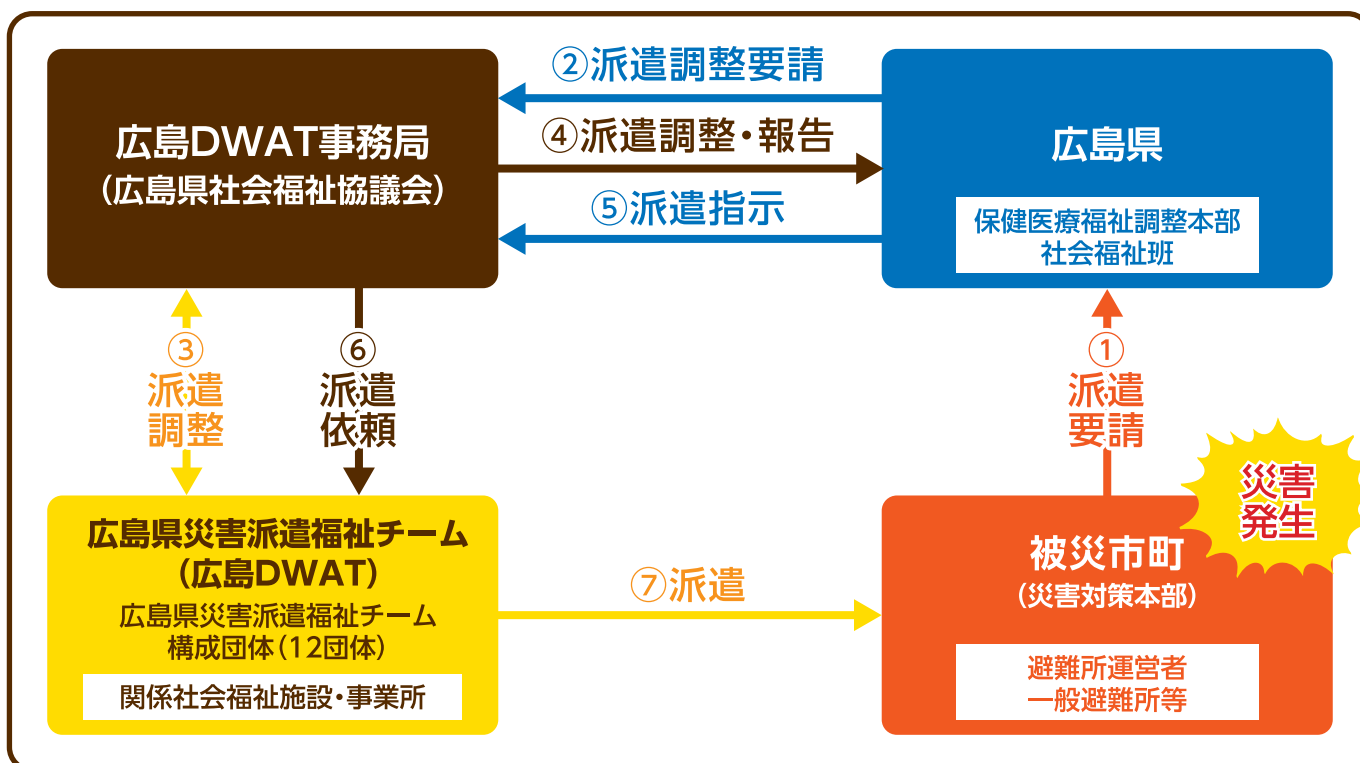 広島DWAT事務局
（広島県社会福祉協議会）
②派遣調整要請
④派遣調整・報告
⑤派遣指示
広島県
保健医療福祉調整本部
社会福祉班
③
派遣
調整
⑥
派遣
依頼
①
派遣
要請
災害
発生
広島県災害派遣福祉チーム
（広島DWAT）
広島県災害派遣福祉チーム
構成団体（12団体）
関係社会福祉施設・事業所
⑦派遣
被災市町
（災害対策本部）
避難所運営者
一般避難所等